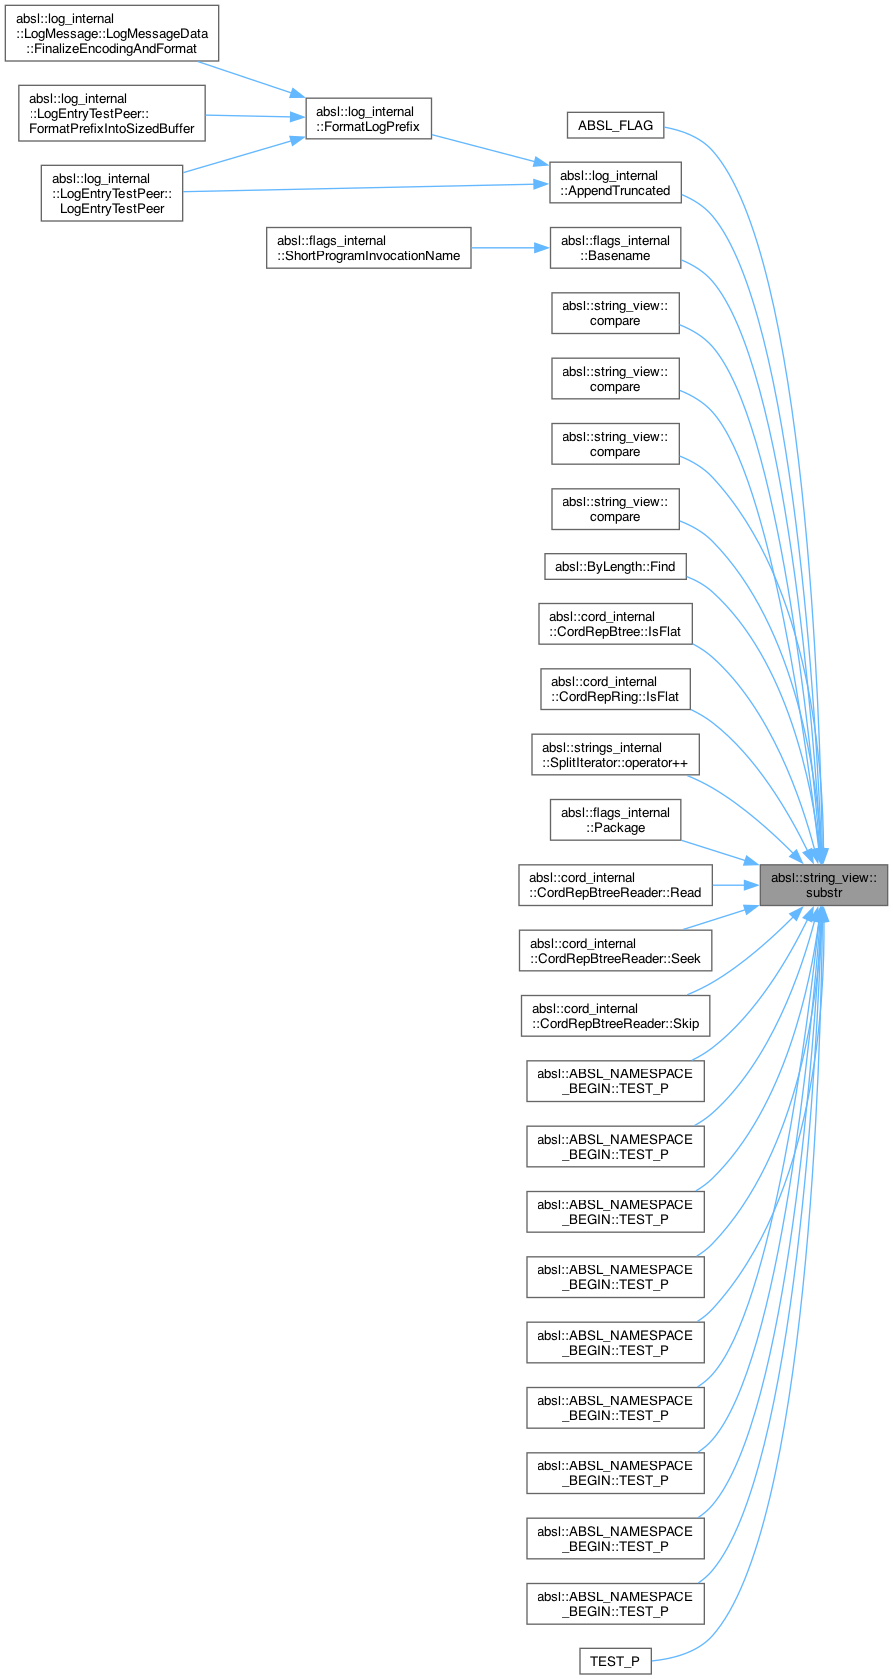 absl::log_internal
::LogMessage::LogMessageData
::FinalizeEncodingAndFormat
absl::log_internal
::LogEntryTestPeer::
FormatPrefixIntoSizedBuffer
absl::log_internal
::LogEntryTestPeer::
LogEntryTestPeer
absl::log_internal
::FormatLogPrefix
absl::flags_internal
::ShortProgramInvocationName
ABSL_FLAG
absl::log_internal
::AppendTruncated
absl::flags_internal
::Basename
absl::string_view::
compare
absl::string_view::
compare
absl::string_view::
compare
absl::string_view::
compare
absl::ByLength::Find
absl::cord_internal
::CordRepBtree::IsFlat
absl::cord_internal
::CordRepRing::IsFlat
absl::strings_internal
::SplitIterator::operator++
absl::flags_internal
::Package
absl::cord_internal
::CordRepBtreeReader::Read
absl::cord_internal
::CordRepBtreeReader::Seek
absl::cord_internal
::CordRepBtreeReader::Skip
absl::ABSL_NAMESPACE
_BEGIN::TEST_P
absl::ABSL_NAMESPACE
_BEGIN::TEST_P
absl::ABSL_NAMESPACE
_BEGIN::TEST_P
absl::ABSL_NAMESPACE
_BEGIN::TEST_P
absl::ABSL_NAMESPACE
_BEGIN::TEST_P
absl::ABSL_NAMESPACE
_BEGIN::TEST_P
absl::ABSL_NAMESPACE
_BEGIN::TEST_P
absl::ABSL_NAMESPACE
_BEGIN::TEST_P
absl::ABSL_NAMESPACE
_BEGIN::TEST_P
TEST_P
absl::string_view::
substr